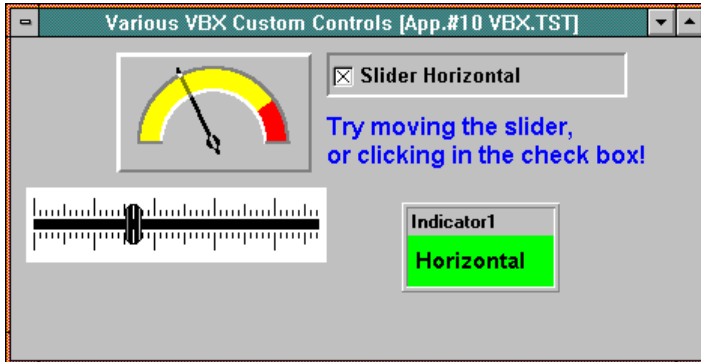 Various VBX Custom Controls [App.#10 VBX.TST]
Slider Horizontal
Try moving the slider,
or clicking in the check box!
Indicator1
Horizontal